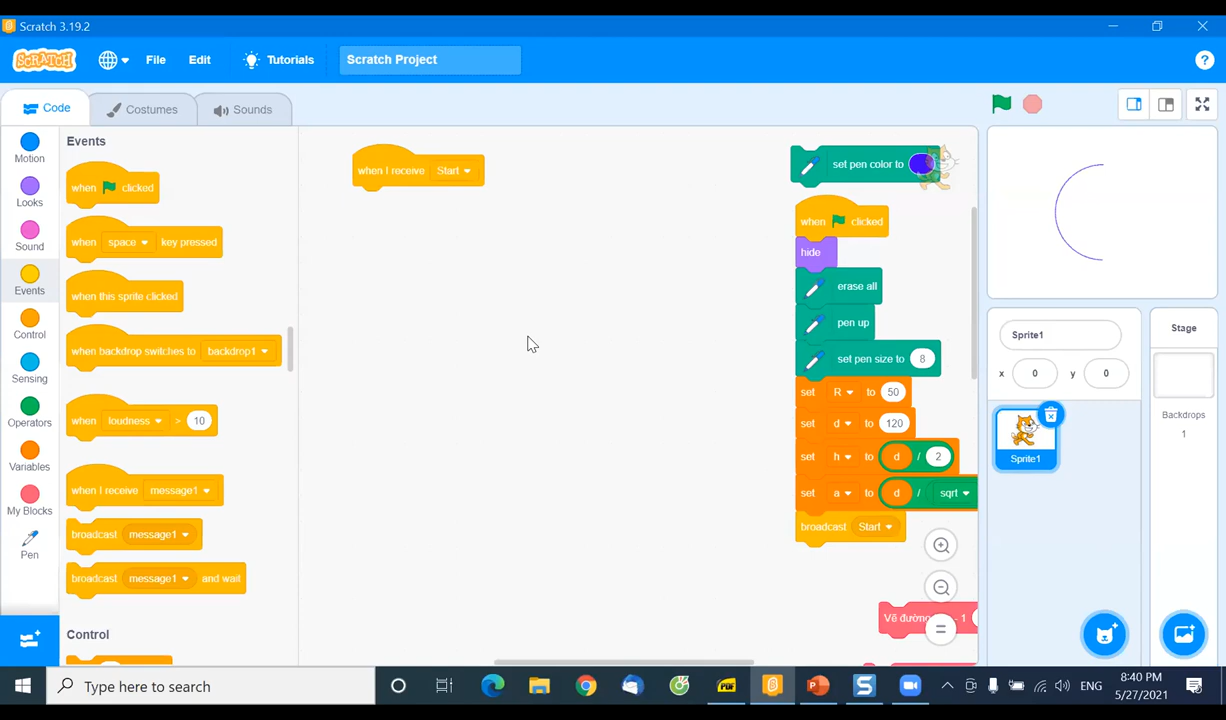 Scratch 3.19.2
SCRATCH File Edit Tutorials Scratch Project ?
Code Costumes Sounds
Motion
Looks
Sound
Events
Control
Sensing
Operators
Variables
My Blocks
Pen
Events
when clicked
when space key pressed
when this sprite clicked
when backdrop switches to backdrop1
when loudness > 10
when I receive message1
broadcast message1
broadcast message1 and wait
Control
when I receive Start
set pen color to
when clicked
hide
erase all
pen up
set pen size to 8
set R to 50
set d to 120
set h to d / 2
set a to d / sqrt
broadcast Start
- 1
Sprite1
x 0 y 0
Sprite1
Stage
Backdrops
1
Type here to search
PDF
P
S
ENG
8:40 PM
5/27/2021